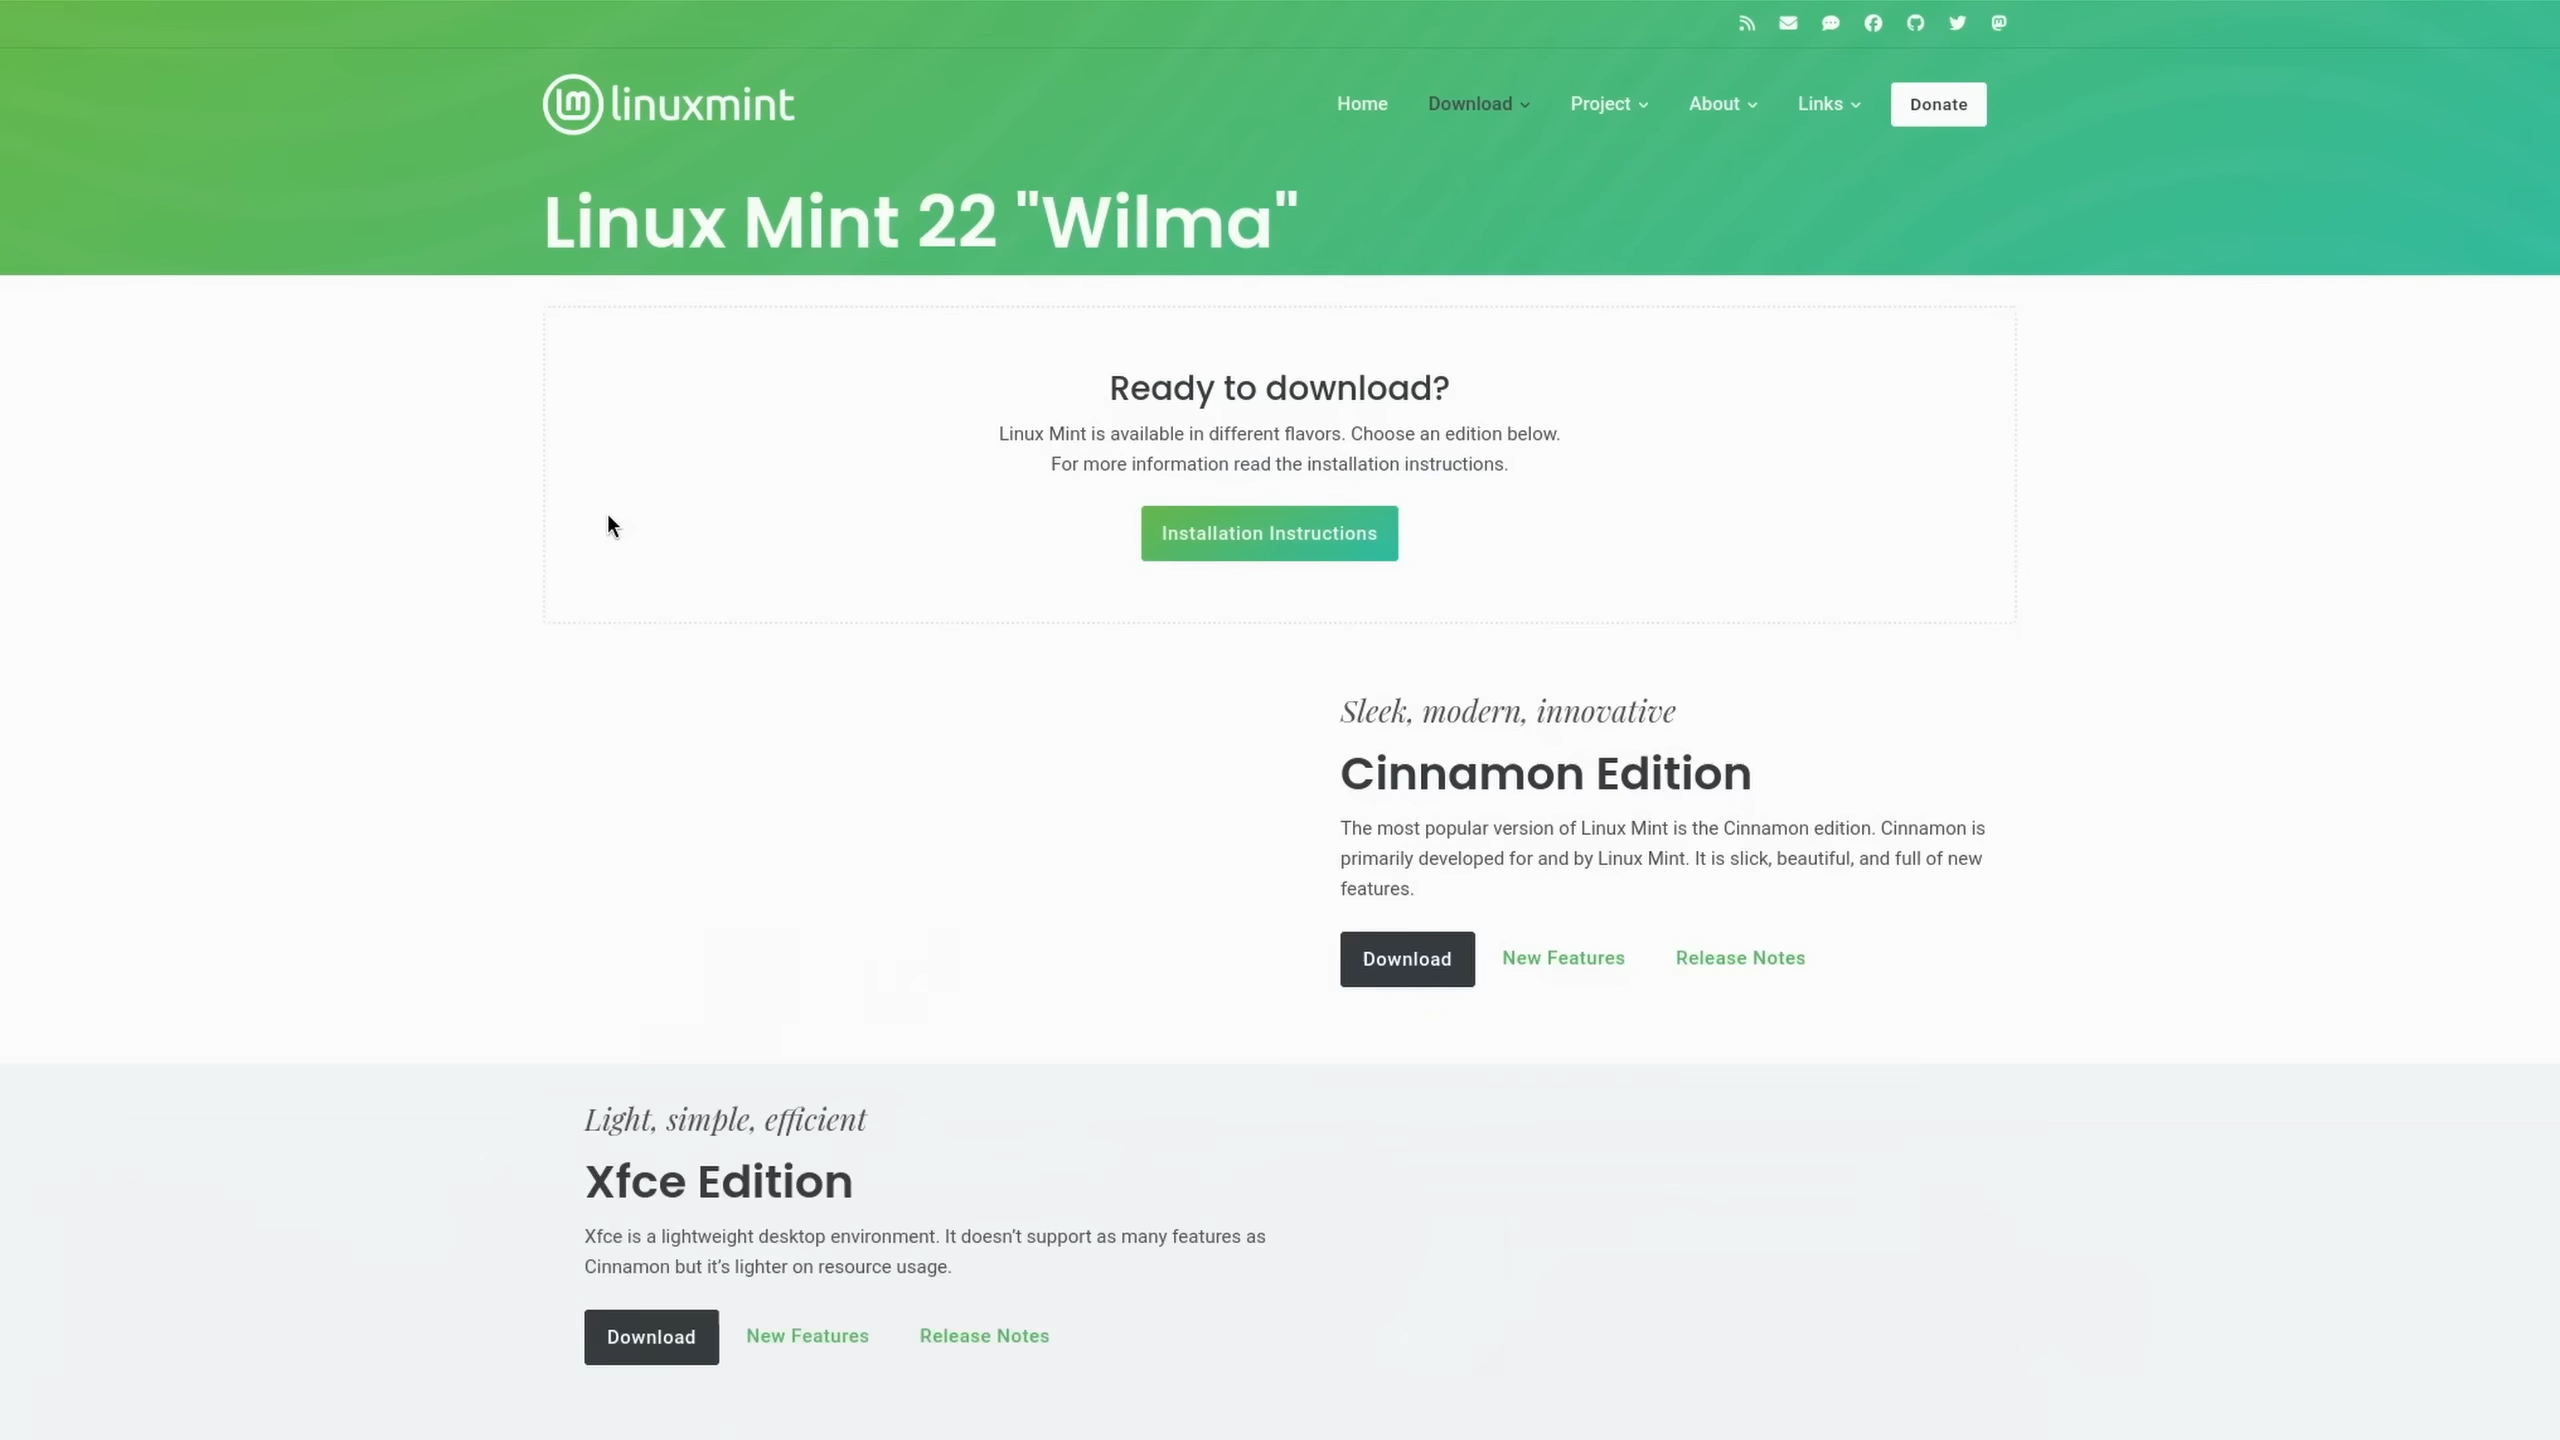 linuxmint
Home Download Project About Links Donate
Linux Mint 22 "Wilma"
Ready to download?
Linux Mint is available in different flavors. Choose an edition below.
For more information read the installation instructions.
Installation Instructions
Sleek, modern, innovative
Cinnamon Edition
The most popular version of Linux Mint is the Cinnamon edition. Cinnamon is
primarily developed for and by Linux Mint. It is slick, beautiful, and full of new
features.
Download New Features Release Notes
Light, simple, efficient
Xfce Edition
Xfce is a lightweight desktop environment. It doesn’t support as many features as
Cinnamon but it’s lighter on resource usage.
Download New Features Release Notes